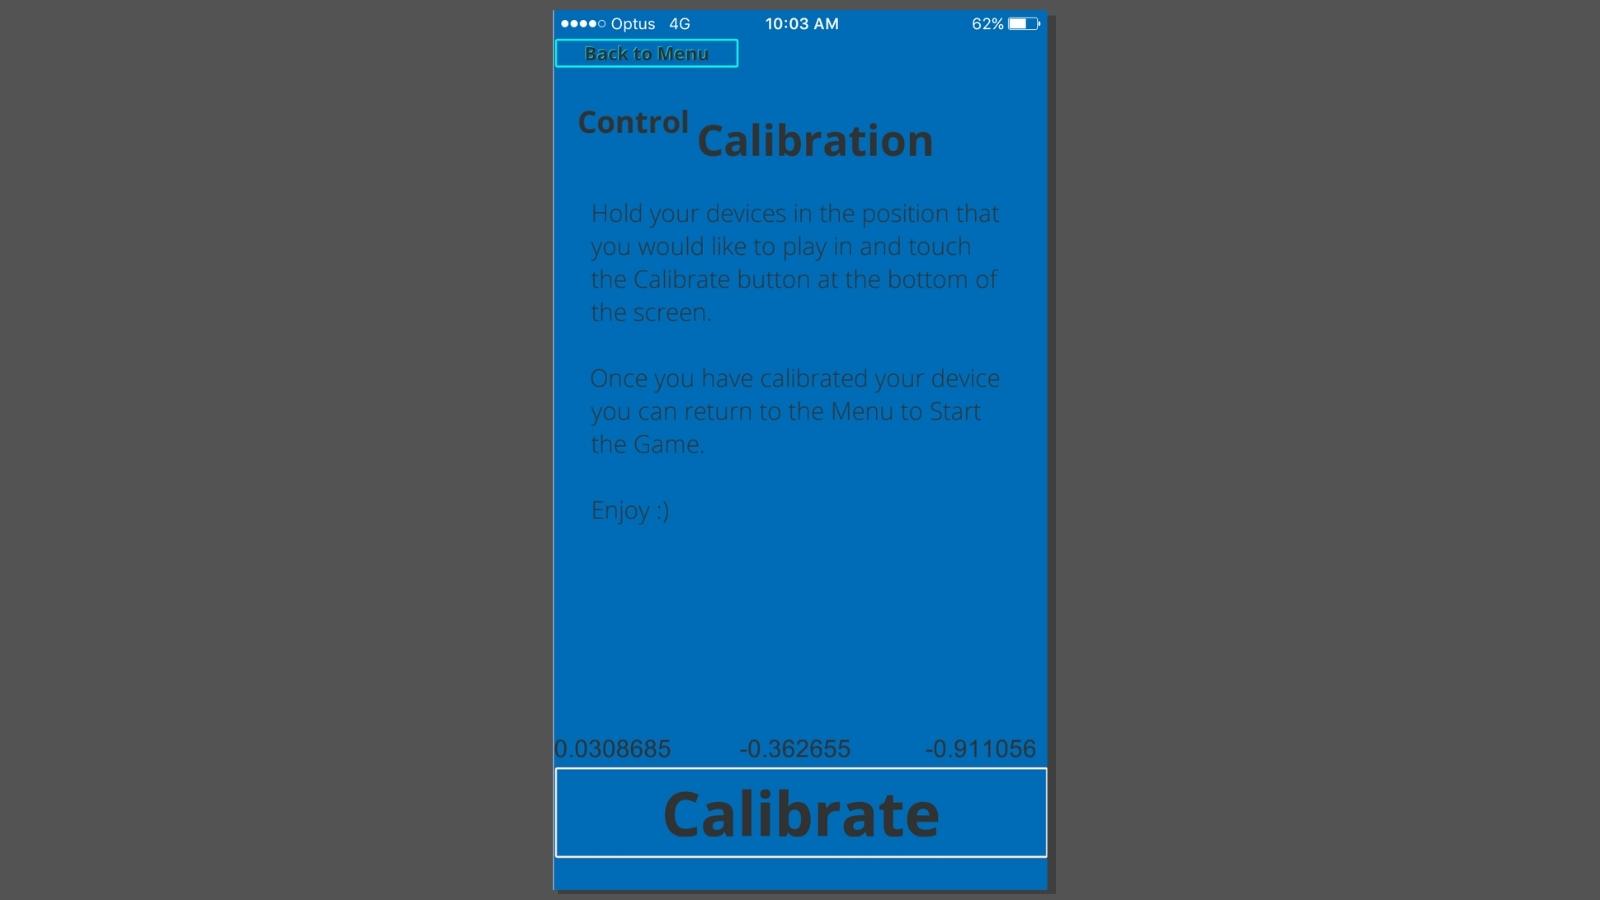 ●●●●○ Optus 4G 10:03 AM 62%
Back to Menu
Control Calibration
Hold your devices in the position that
you would like to play in and touch
the Calibrate button at the bottom of
the screen.
Once you have calibrated your device
you can return to the Menu to Start
the Game.
Enjoy :)
0.0308685 -0.362655 -0.911056
Calibrate